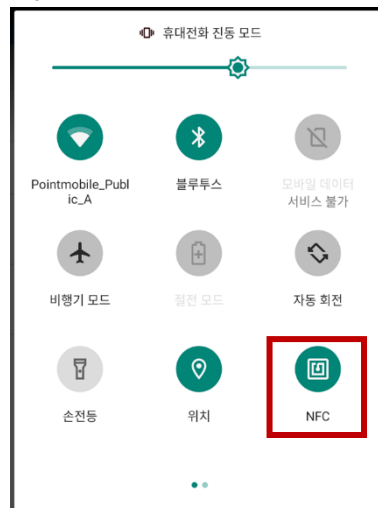 휴대전화 진동 모드
Pointmobile_Publ
ic_A
블루투스
모바일 데이터
서비스 불가
비행기 모드
절전 모드
자동 회전
손전등
위치
NFC